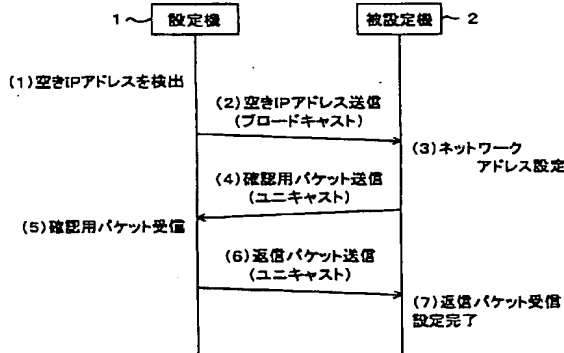 1 設定機
被設定機 2
(1)空きIPアドレスを検出
(2)空きIPアドレス送信
(ブロードキャスト)
(3)ネットワーク
アドレス設定
(4)確認用パケット送信
(ユニキャスト)
(5)確認用パケット受信
(6)返信パケット送信
(ユニキャスト)
(7)返信パケット受信
設定完了